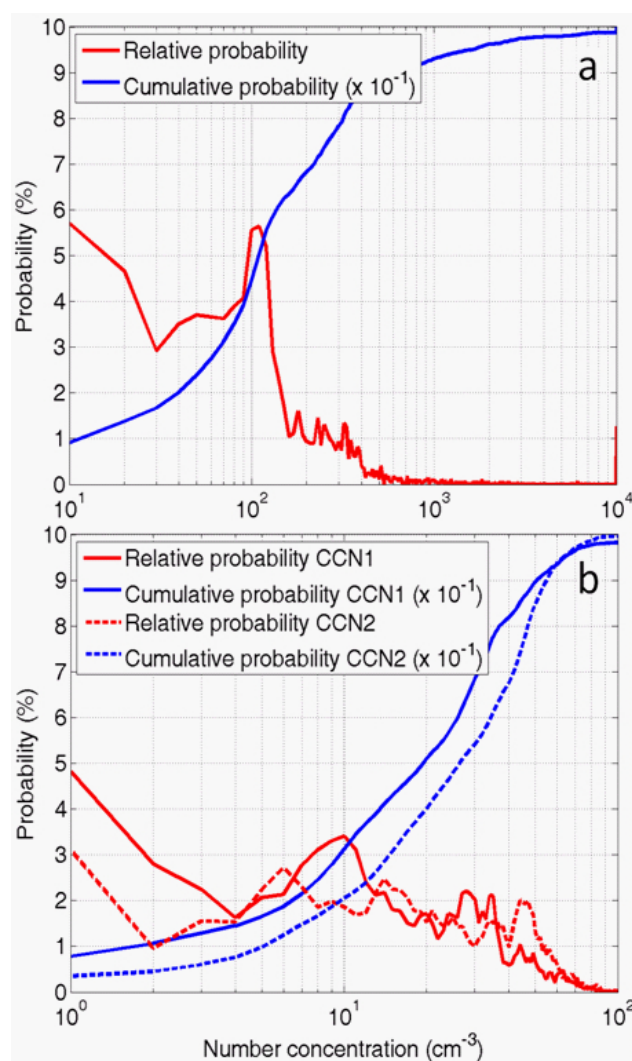 10
9
8
7
6
5
4
3
2
1
0
Probability (%)
Relative probability
Cumulative probability (x 10⁻¹)
a
10¹
10²
10³
10⁴
10
9
8
7
6
5
4
3
2
1
0
Probability (%)
Relative probability CCN1
Cumulative probability CCN1 (x 10⁻¹)
Relative probability CCN2
Cumulative probability CCN2 (x 10⁻¹)
b
10⁰
10¹
10²
Number concentration (cm⁻³)